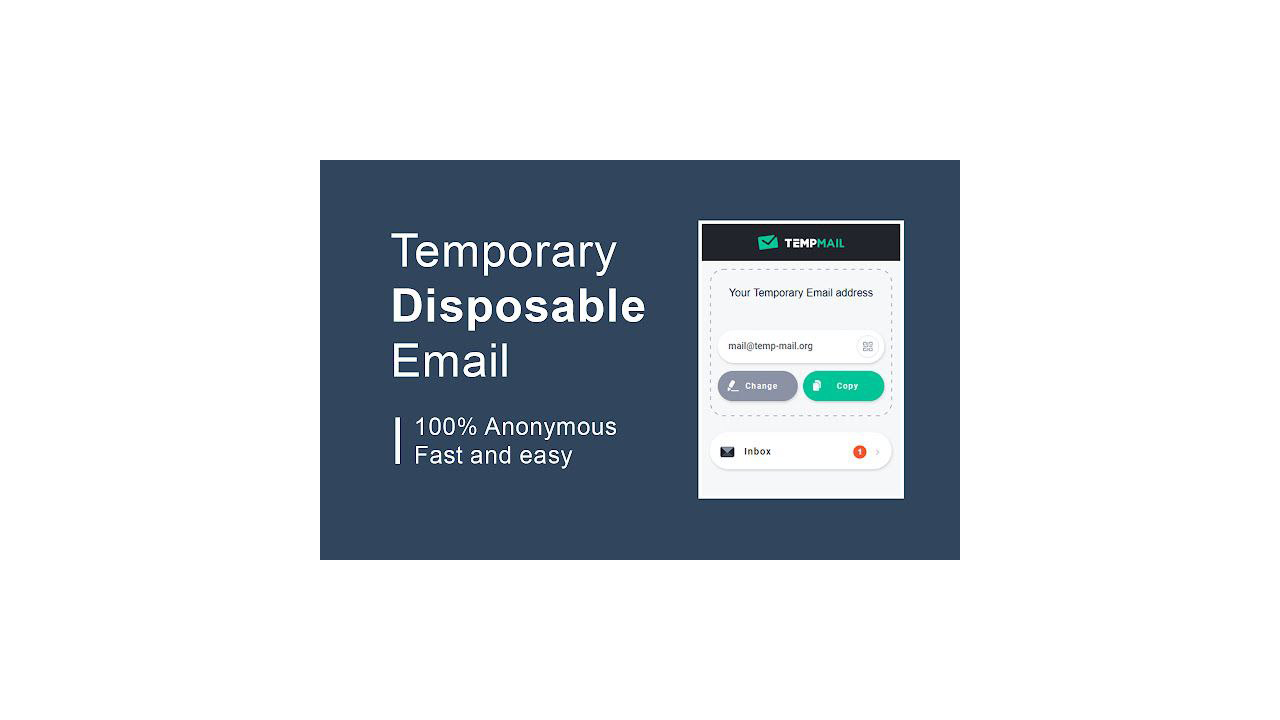 Temporary
Disposable
Email
100% Anonymous
Fast and easy
TEMPMAIL
Your Temporary Email address
mail@temp-mail.org
Change
Copy
Inbox
1